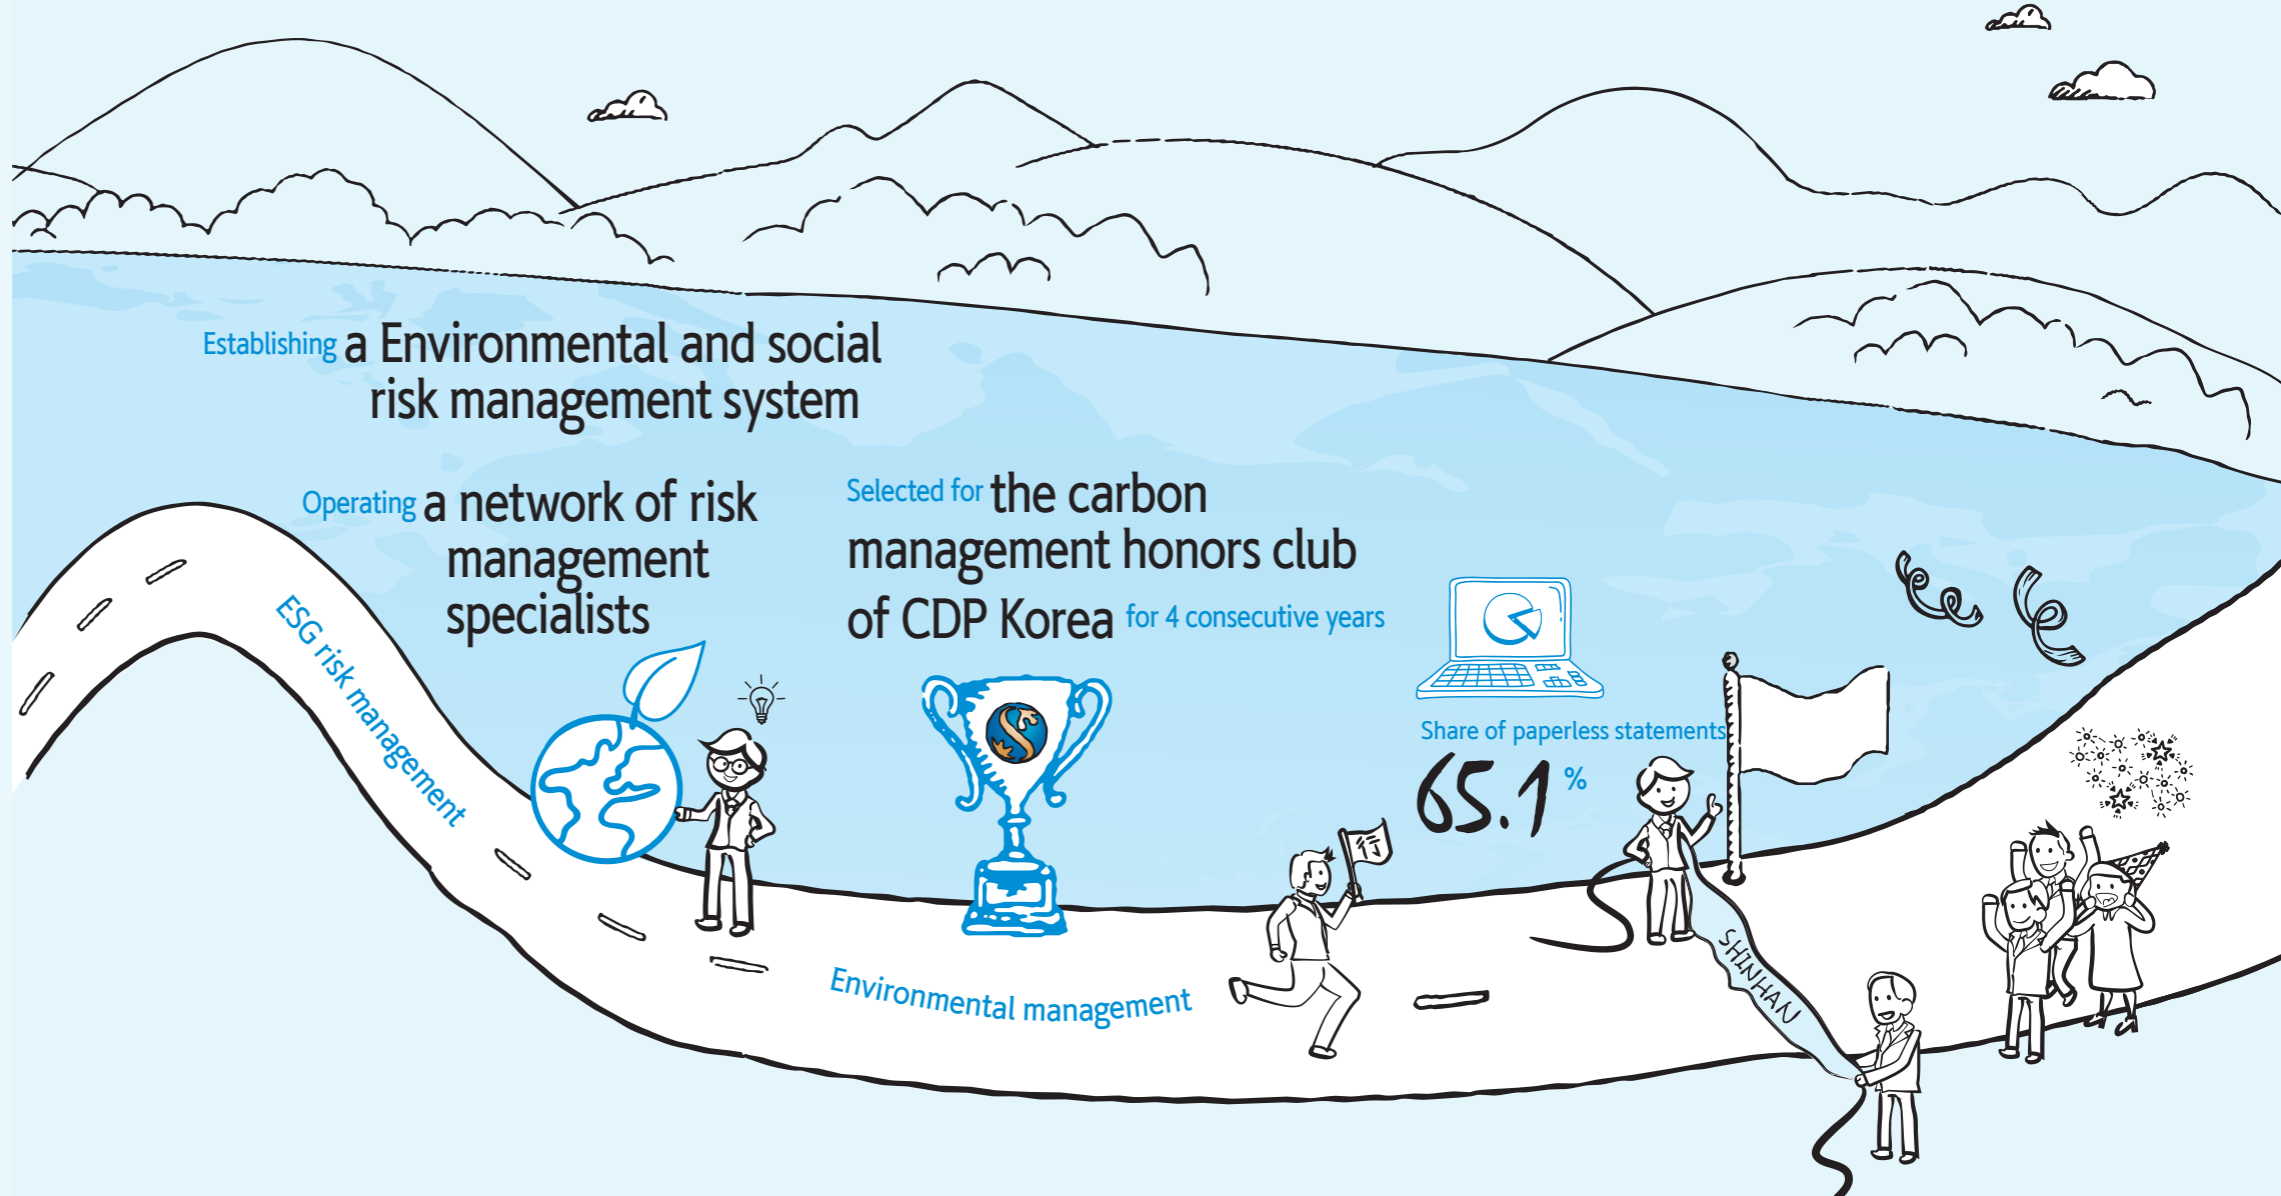 Establishing a Environmental and social
risk management system
Operating a network of risk
management
specialists
Selected for the carbon
management honors club
of CDP Korea for 4 consecutive years
ESG risk management
Share of paperless statements
65.1 %
Environmental management
SHINHAN